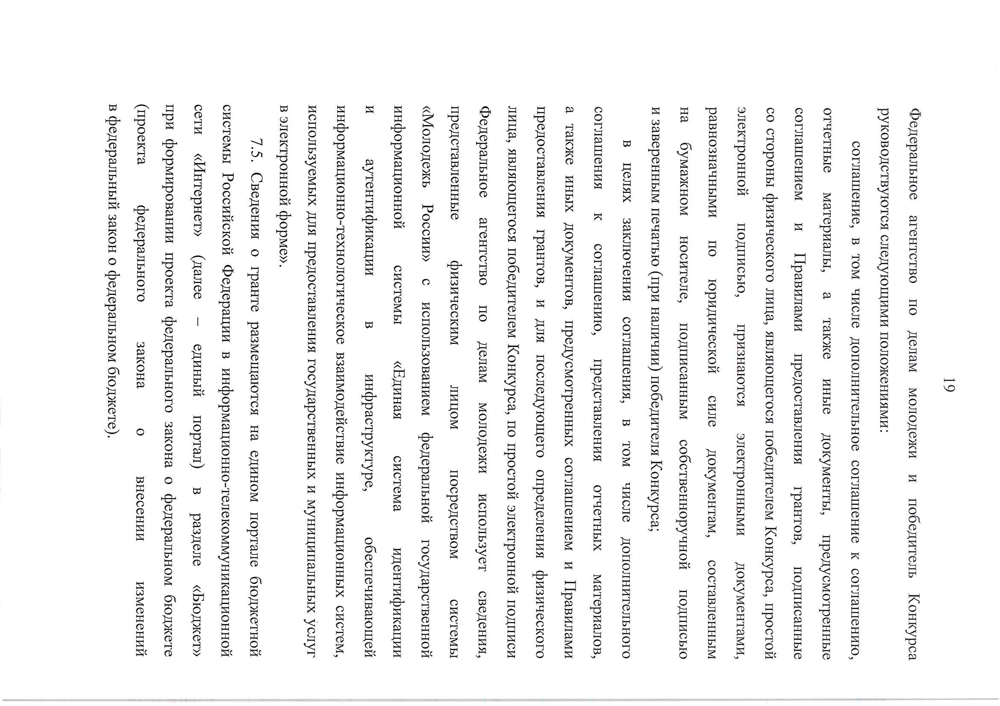 19
Федеральное агентство по делам молодежи и победитель Конкурса
руководствуются следующими положениями:
соглашение, в том числе дополнительное соглашение к соглашению,
отчетные материалы, а также иные документы, предусмотренные
соглашением и Правилами предоставления грантов, подписанные
со стороны физического лица, являющегося победителем Конкурса, простой
электронной подписью, признаются электронными документами,
равнозначными по юридической силе документам, составленным
на бумажном носителе, подписанным собственноручной подписью
и заверенным печатью (при наличии) победителя Конкурса;
в целях заключения соглашения, в том числе дополнительного
соглашения к соглашению, представления отчетных материалов,
а также иных документов, предусмотренных соглашением и Правилами
предоставления грантов, и для последующего определения физического
лица, являющегося победителем Конкурса, по простой электронной подписи
Федеральное агентство по делам молодежи использует сведения,
представленные физическим лицом посредством системы
«Молодежь России» с использованием федеральной государственной
информационной системы «Единая система идентификации
и аутентификации в инфраструктуре, обеспечивающей
информационно-технологическое взаимодействие информационных систем,
используемых для предоставления государственных и муниципальных услуг
в электронной форме».
7.5. Сведения о гранте размещаются на едином портале бюджетной
системы Российской Федерации в информационно-телекоммуникационной
сети «Интернет» (далее – единый портал) в разделе «Бюджет»
при формировании проекта федерального закона о федеральном бюджете
(проекта федерального закона о внесении изменений
в федеральный закон о федеральном бюджете).